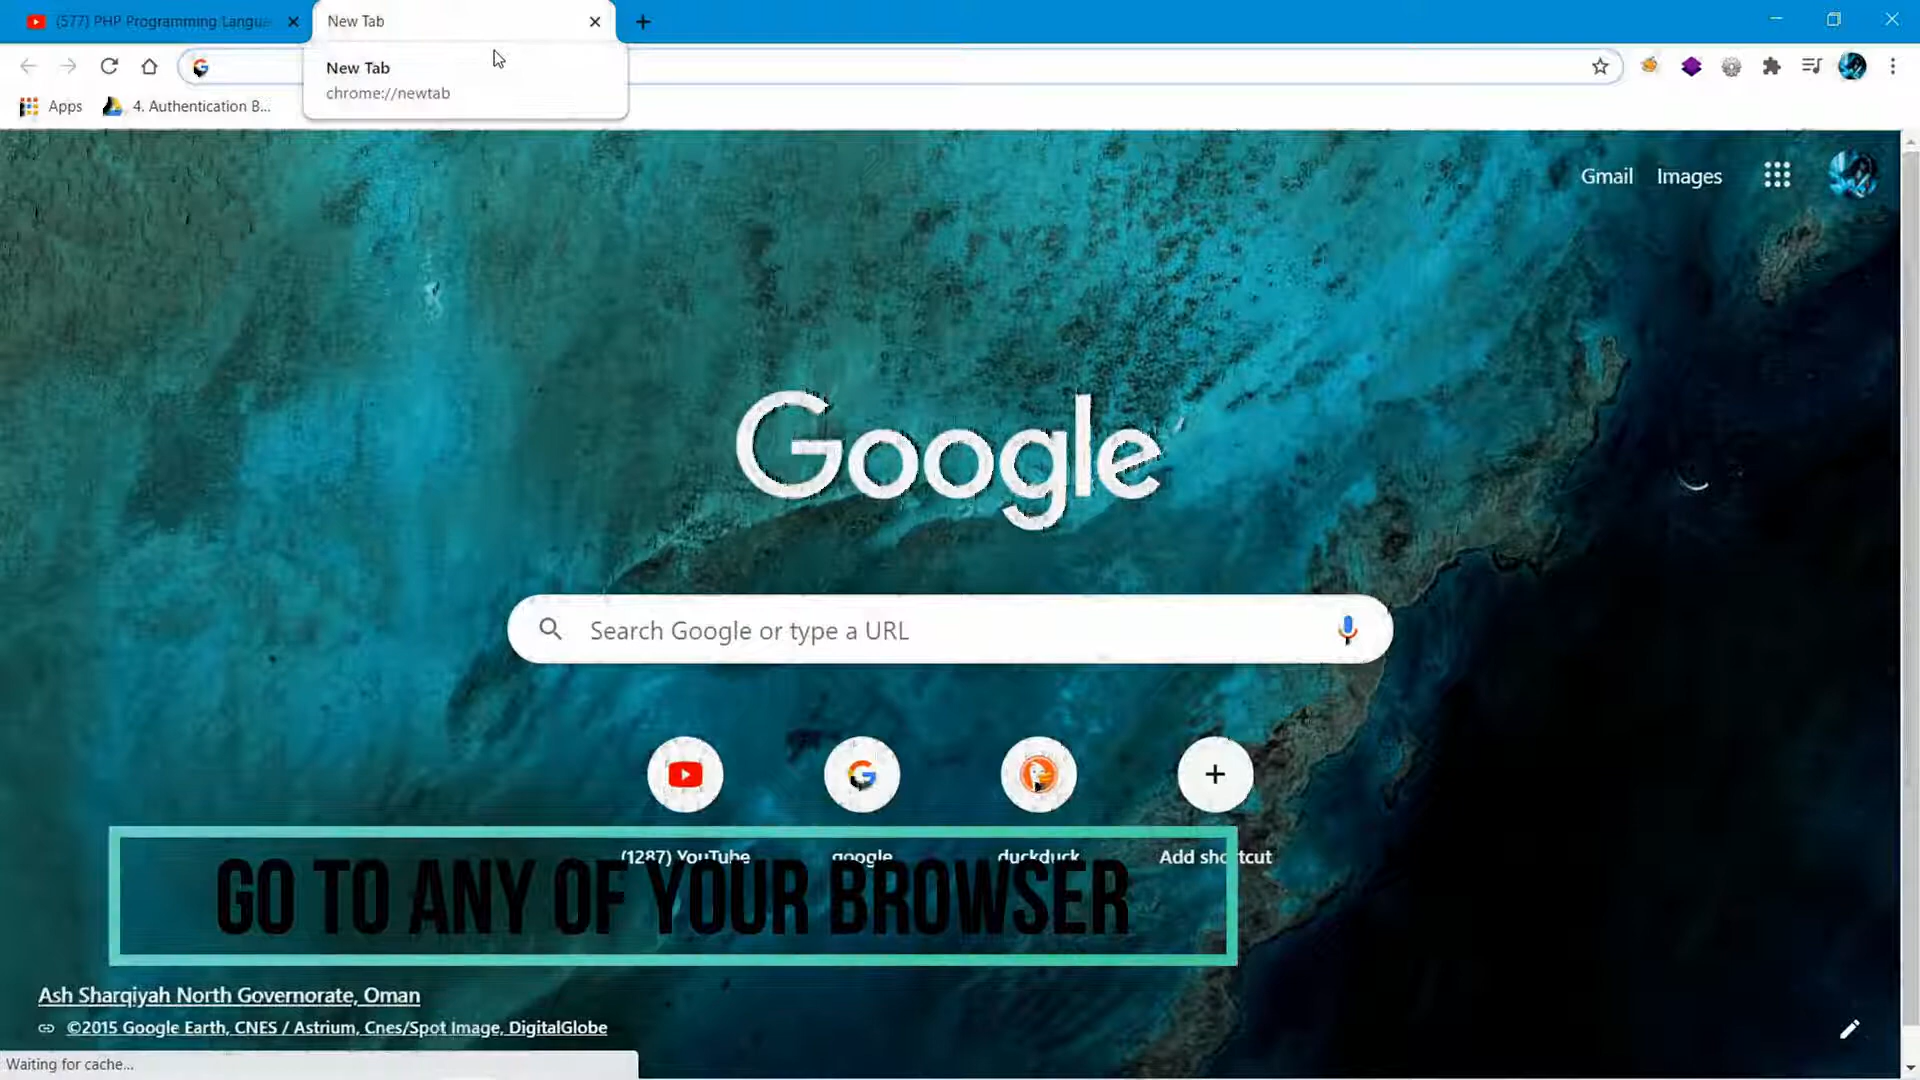 (577) PHP Programming Langua
New Tab
New Tab
chrome://newtab
Apps
4. Authentication B...
Gmail
Images
Google
Search Google or type a URL
(1287) YouTube
google
duckduck
Add shortcut
GO TO ANY OF YOUR BROWSER
Ash Sharqiyah North Governorate, Oman
©2015 Google Earth, CNES / Astrium, Cnes/Spot Image, DigitalGlobe
Waiting for cache...